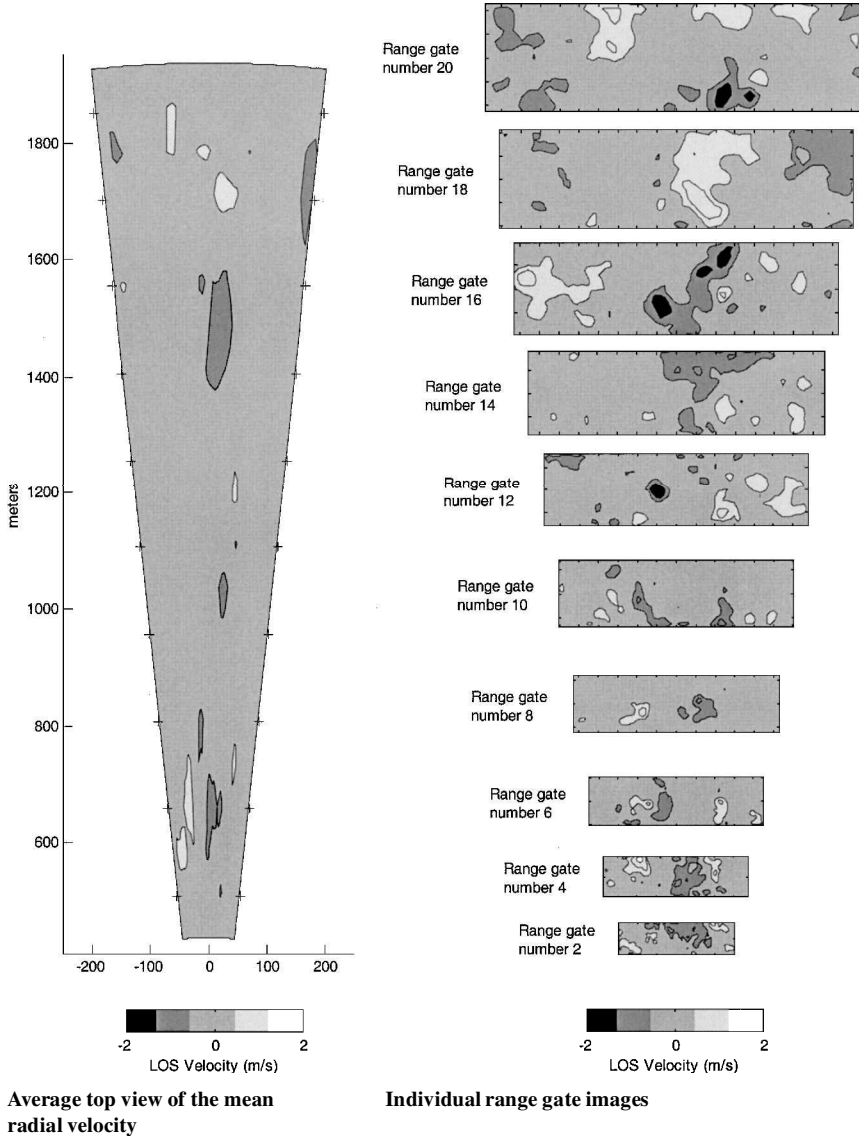 Range gate
number 20
1800
Range gate
number 18
1600
Range gate
number 16
1400
Range gate
number 14
meters
1200
Range gate
number 12
1000
Range gate
number 10
800
Range gate
number 8
600
Range gate
number 6
Range gate
number 4
Range gate
number 2
-200 -100 0 100 200
-2 0 2
LOS Velocity (m/s)
-2 0 2
LOS Velocity (m/s)
Average top view of the mean
radial velocity
Individual range gate images